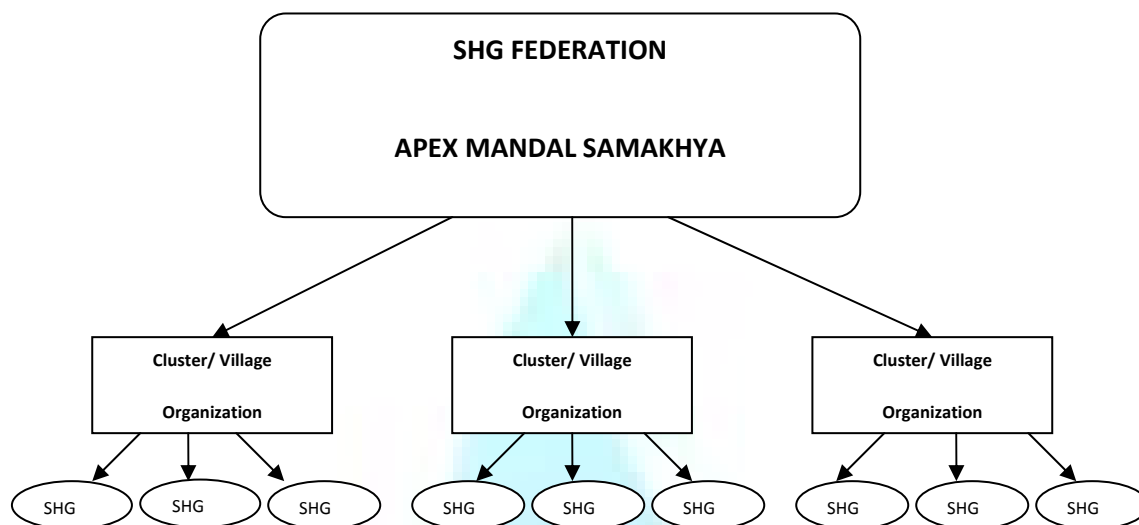 SHG FEDERATION
APEX MANDAL SAMAKHYA
Cluster/ Village
Organization
Cluster/ Village
Organization
Cluster/ Village
Organization
SHG
SHG
SHG
SHG
SHG
SHG
SHG
SHG
SHG